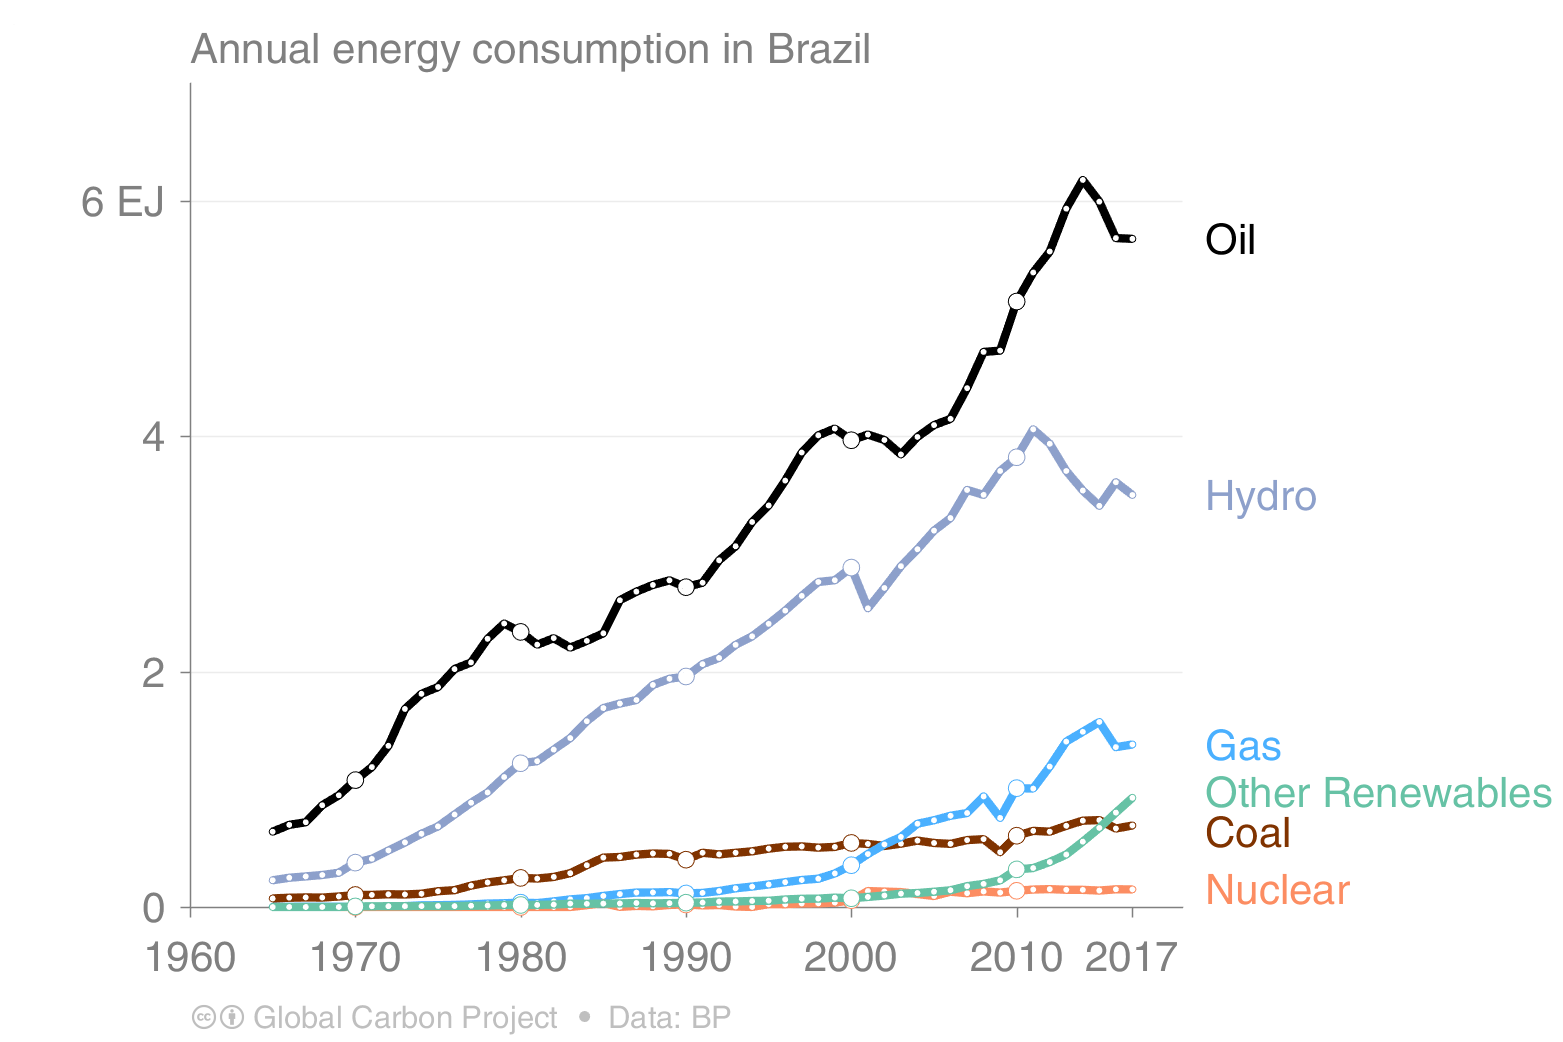 Annual energy consumption in Brazil
6 EJ
4
2
0
Oil
Hydro
Gas
Other Renewables
Coal
Nuclear
1960 1970 1980 1990 2000 2010 2017
cc Global Carbon Project • Data: BP